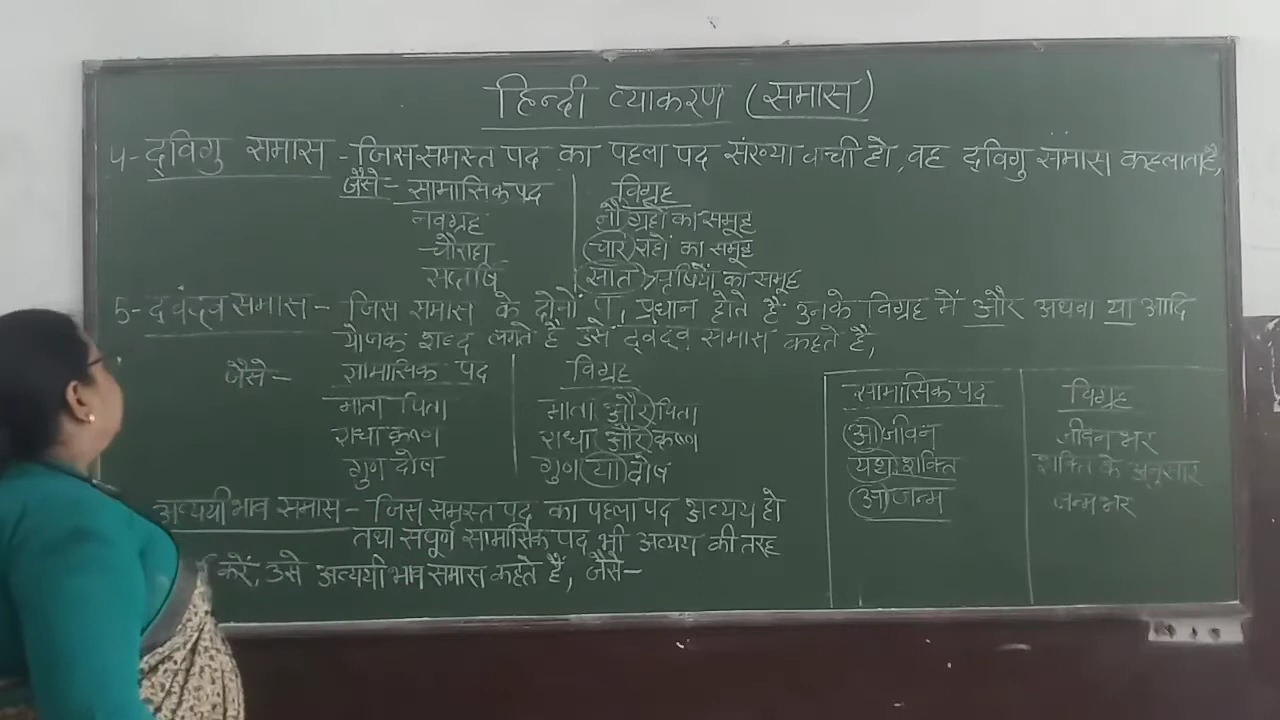 हिन्दी व्याकरण (समास)
4- द्विगु समास - जिस समस्त पद का पहला पद संख्या वाची हो, वह द्विगु समास कहलाता है,
जैसे - सामासिक पद विग्रह
नवग्रह नौ ग्रहों का समूह
चौराहा चार राहों का समूह
सप्तर्षि सात ऋषियों का समूह
5- द्वंद्व समास - जिस समास के दोनों प्रधान होते हैं उनके विग्रह में और अथवा या आदि
योजक शब्द लगते हैं उसे द्वंद्व समास कहते है,
जैसे - सामासिक पद विग्रह
माता पिता माता और पिता
राधा कृष्ण राधा और कृष्ण
गुण दोष गुण या दोष
अव्ययी भाव समास - जिस समस्त पद का पहला पद अव्यय हो
तथा संपूर्ण सामासिक पद भी अव्यय की तरह
करें, उसे अव्ययी भाव समास कहते हैं, जैसे -
सामासिक पद विग्रह
आजीवन जीवन भर
यथा शक्ति शक्ति के अनुसार
आजन्म जन्म भर